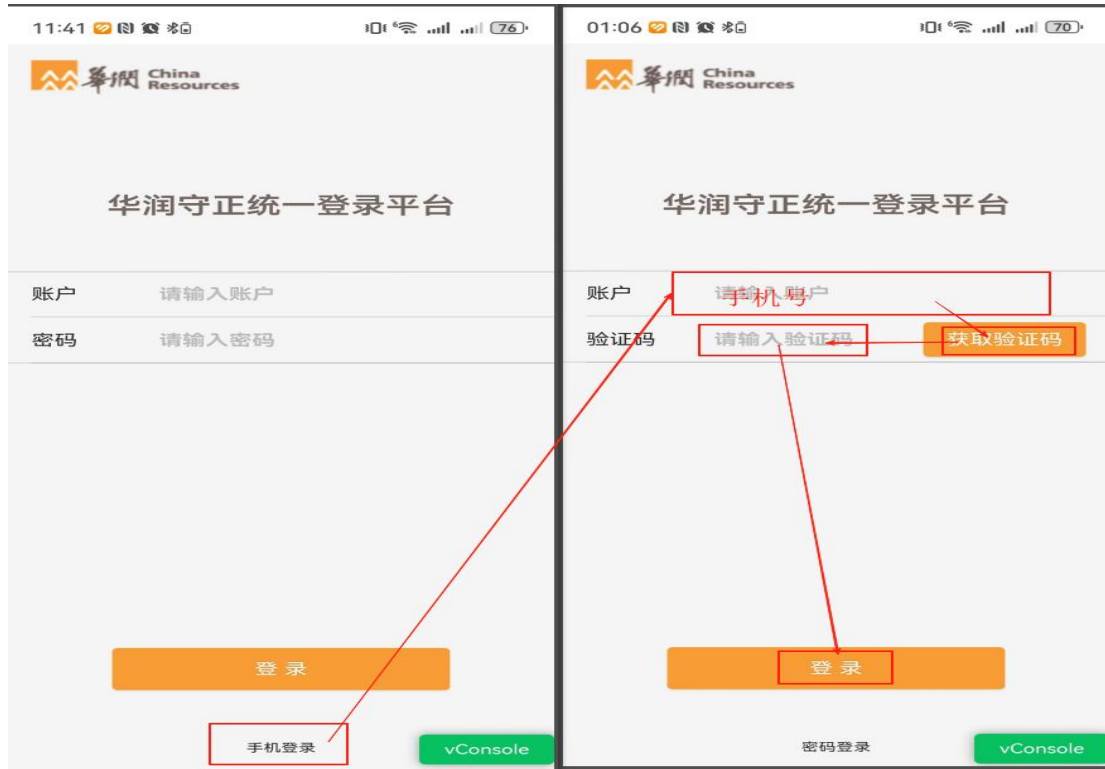 11:41
76
華润 China
Resources
华润守正统一登录平台
账户 请输入账户
密码 请输入密码
登录
手机登录
vConsole
01:06
70
華润 China
Resources
华润守正统一登录平台
账户 请输入账户
手机号
验证码 请输入验证码 获取验证码
登录
密码登录
vConsole